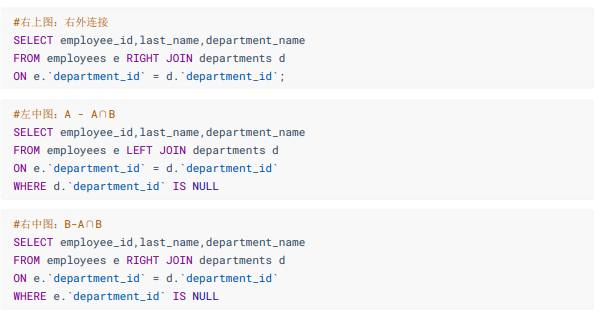 #右上图：右外连接
SELECT employee_id,last_name,department_name
FROM employees e RIGHT JOIN departments d
ON e.`department_id` = d.`department_id`;
#左中图：A - A∩B
SELECT employee_id,last_name,department_name
FROM employees e LEFT JOIN departments d
ON e.`department_id` = d.`department_id`
WHERE d.`department_id` IS NULL
#右中图：B-A∩B
SELECT employee_id,last_name,department_name
FROM employees e RIGHT JOIN departments d
ON e.`department_id` = d.`department_id`
WHERE e.`department_id` IS NULL